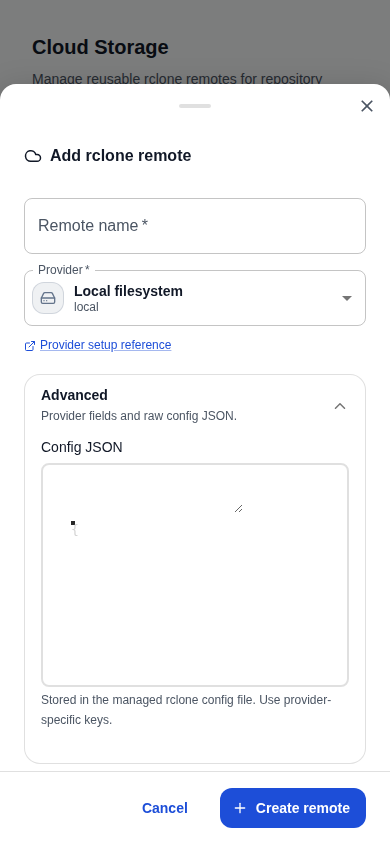 Cloud Storage
Manage reusable rclone remotes for repository
Add rclone remote
Remote name *
Provider *
Local filesystem
local
Provider setup reference
Advanced
Provider fields and raw config JSON.
Config JSON
{
Stored in the managed rclone config file. Use provider-
specific keys.
Cancel
Create remote